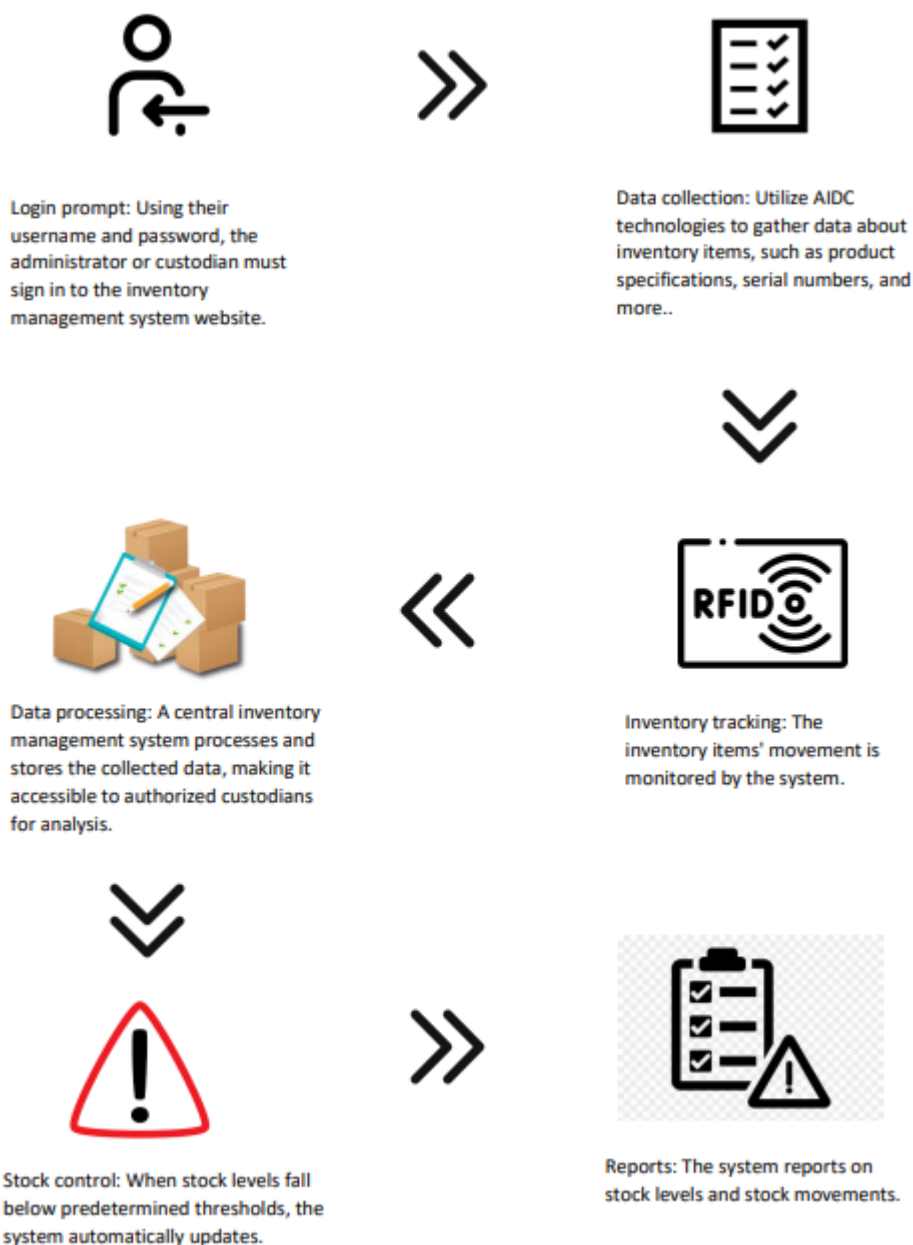 Login prompt: Using their
username and password, the
administrator or custodian must
sign in to the inventory
management system website.
Data collection: Utilize AIDC
technologies to gather data about
inventory items, such as product
specifications, serial numbers, and
more..
RFID
Inventory tracking: The
inventory items' movement is
monitored by the system.
Data processing: A central inventory
management system processes and
stores the collected data, making it
accessible to authorized custodians
for analysis.
Stock control: When stock levels fall
below predetermined thresholds, the
system automatically updates.
Reports: The system reports on
stock levels and stock movements.